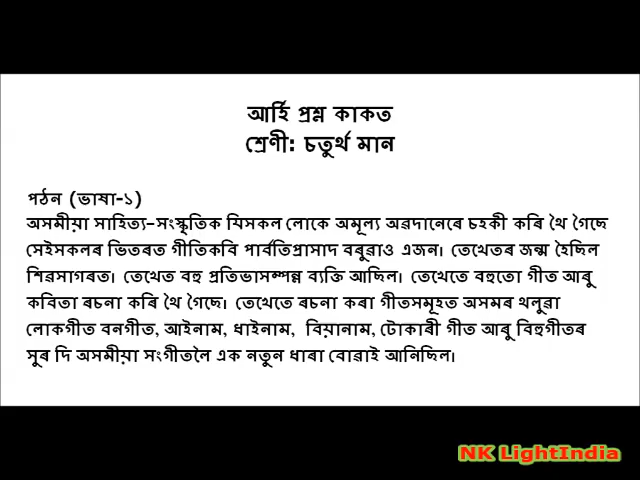 আৰ্হি প্ৰশ্ন কাকত
শ্ৰেণী: চতুৰ্থ মান
পঠন (ভাষা-১)
অসমীয়া সাহিত্য-সংস্কৃতিক যিসকল লোকে অমূল্য অৱদানেৰে চহকী কৰি থৈ গৈছে
সেইসকলৰ ভিতৰত গীতিকবি পাৰ্বতিপ্ৰাসাদ বৰুৱাও এজন। তেখেতৰ জন্ম হৈছিল
শিৱসাগৰত। তেখেত বহু প্ৰতিভাসম্পন্ন ব্যক্তি আছিল। তেখেতে বহুতো গীত আৰু
কবিতা ৰচনা কৰি থৈ গৈছে। তেখেতে ৰচনা কৰা গীতসমূহত অসমৰ থলুৱা
লোকগীত বনগীত, আইনাম, ধাইনাম, বিয়ানাম, টোকাৰী গীত আৰু বিহুগীতৰ
সুৰ দি অসমীয়া সংগীতলৈ এক নতুন ধাৰা বোৱাই আনিছিল।
NK LightIndia